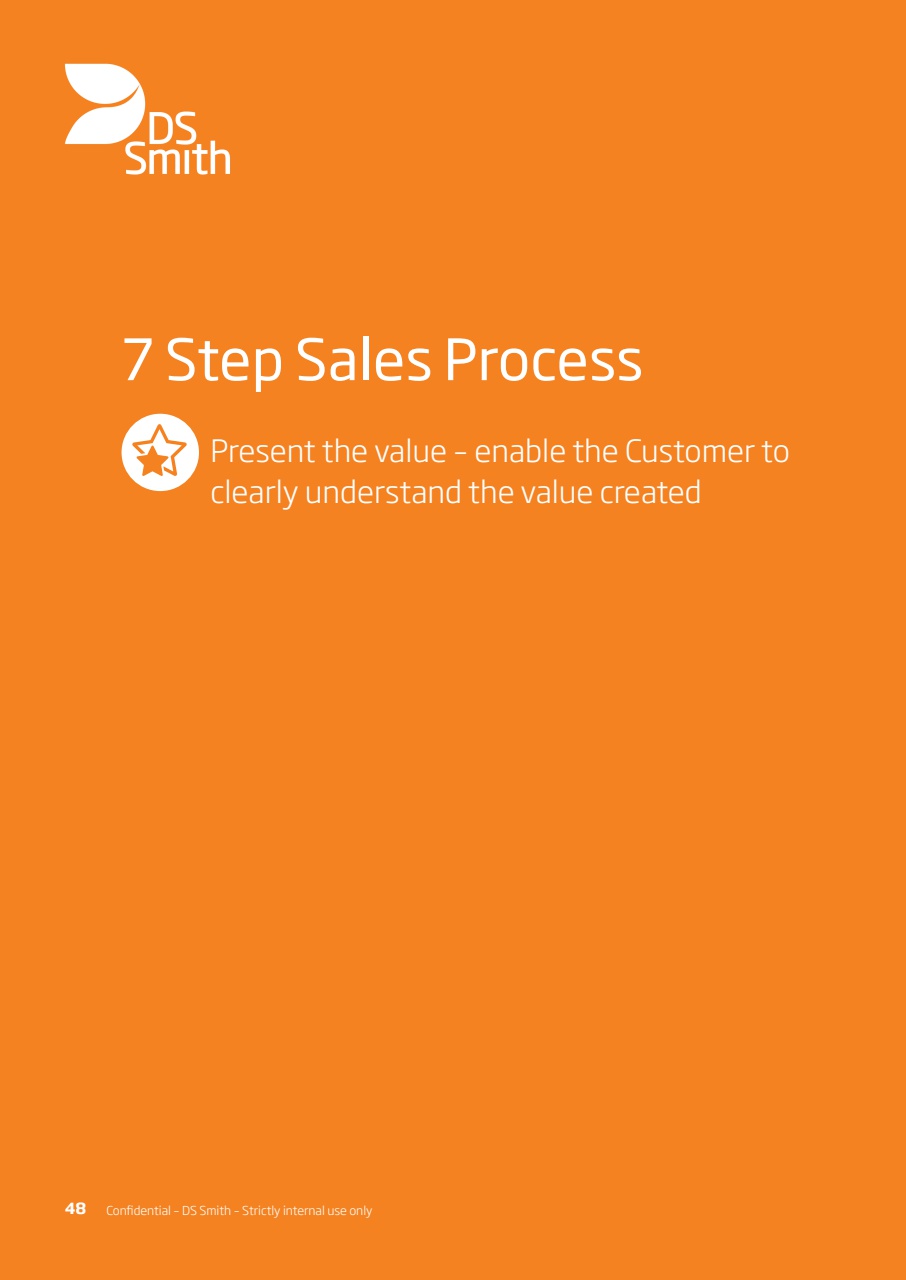 DS
Smith
7 Step Sales Process
Present the value – enable the Customer to
clearly understand the value created
48 Confidential – DS Smith – Strictly internal use only